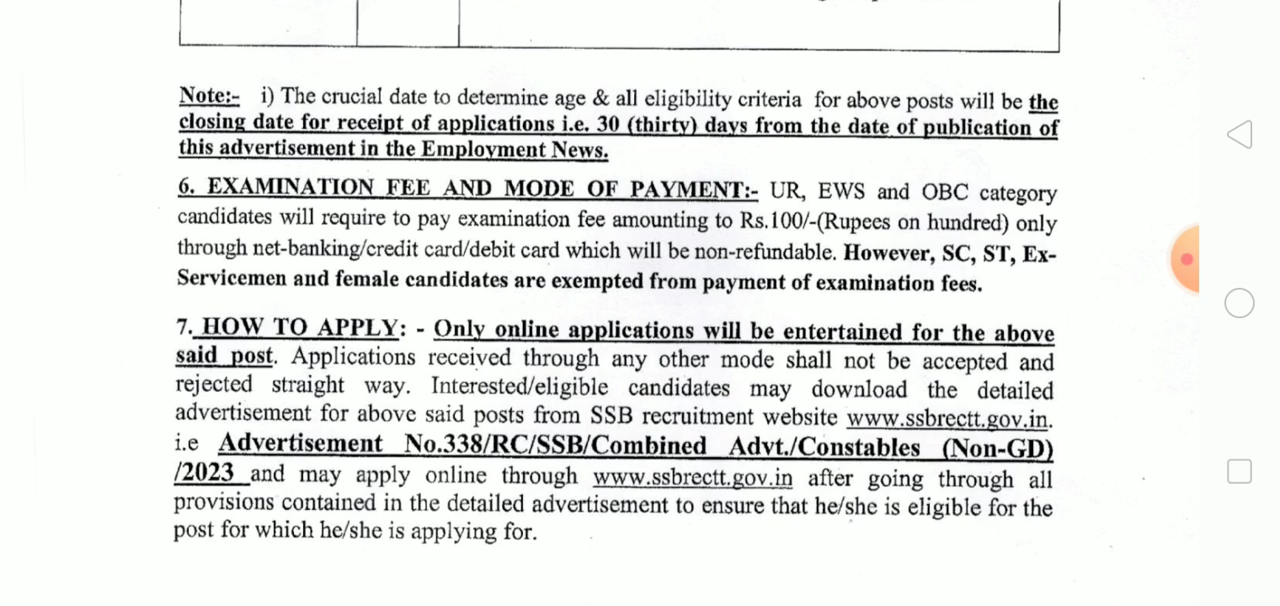 Note:- i) The crucial date to determine age & all eligibility criteria for above posts will be the
closing date for receipt of applications i.e. 30 (thirty) days from the date of publication of
this advertisement in the Employment News.
6. EXAMINATION FEE AND MODE OF PAYMENT:- UR, EWS and OBC category
candidates will require to pay examination fee amounting to Rs.100/-(Rupees on hundred) only
through net-banking/credit card/debit card which will be non-refundable. However, SC, ST, Ex-
Servicemen and female candidates are exempted from payment of examination fees.
7. HOW TO APPLY: - Only online applications will be entertained for the above
said post. Applications received through any other mode shall not be accepted and
rejected straight way. Interested/eligible candidates may download the detailed
advertisement for above said posts from SSB recruitment website www.ssbrectt.gov.in.
i.e Advertisement No.338/RC/SSB/Combined Advt./Constables (Non-GD)
/2023 and may apply online through www.ssbrectt.gov.in after going through all
provisions contained in the detailed advertisement to ensure that he/she is eligible for the
post for which he/she is applying for.